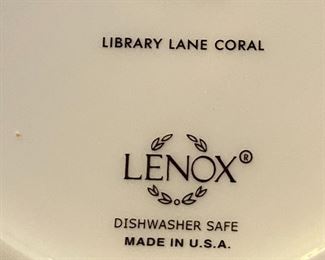 LIBRARY LANE CORAL
LENOX®
DISHWASHER SAFE
MADE IN U.S.A.